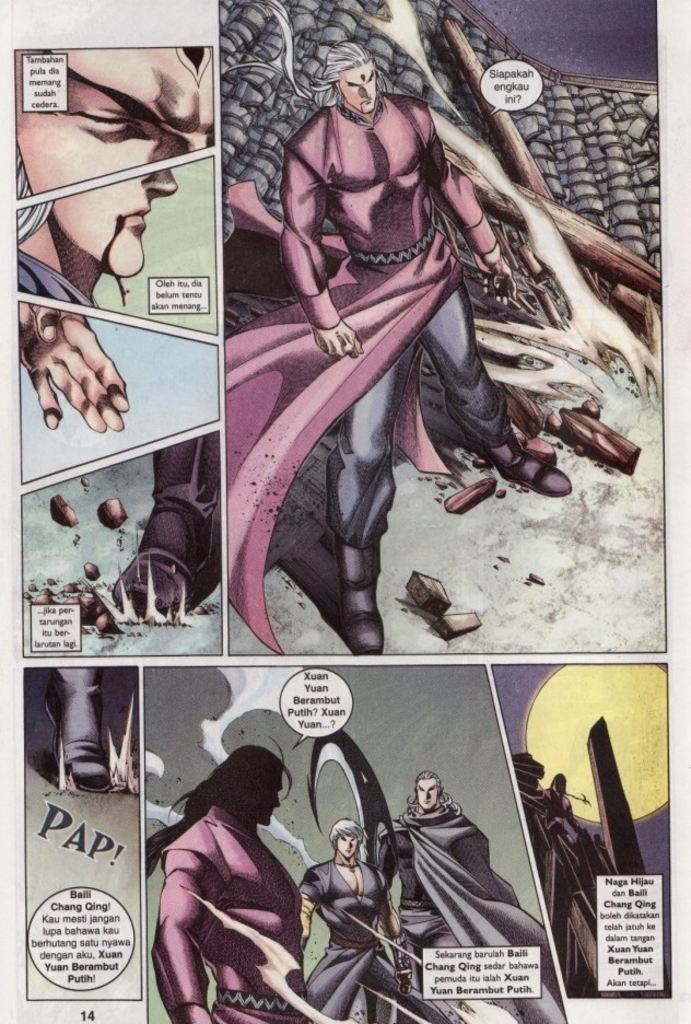 Tambahan
pula dia
memang
sudah
cedera.
Oleh itu, dia
belum tentu
akan menang...
...jika per-
tarungan
itu ber-
larutan lagi.
Siapakah
engkau
ini?
PAP!
Baili
Chang Qing!
Kau mesti jangan
lupa bahawa kau
berhutang satu nyawa
dengan aku, Xuan
Yuan Berambut
Putih!
Xuan
Yuan
Berambut
Putih? Xuan
Yuan...?
Sekarang barulah Baili
Chang Qing sedar bahawa
pemuda itu ialah Xuan
Yuan Berambut Putih.
Naga Hijau
dan Baili
Chang Qing
boleh dikatakan
telah jatuh ke
dalam tangan
Xuan Yuan
Berambut
Putih.
Akan tetapi...
14